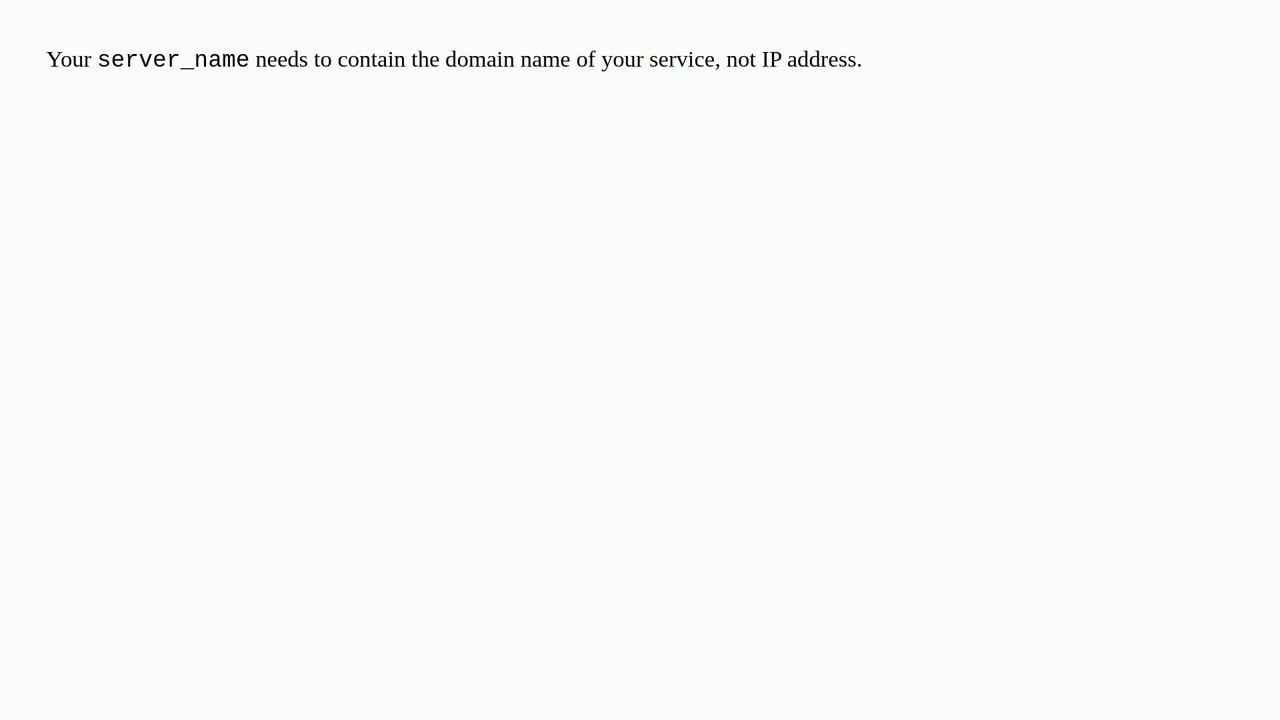 Your server_name needs to contain the domain name of your service, not IP address.